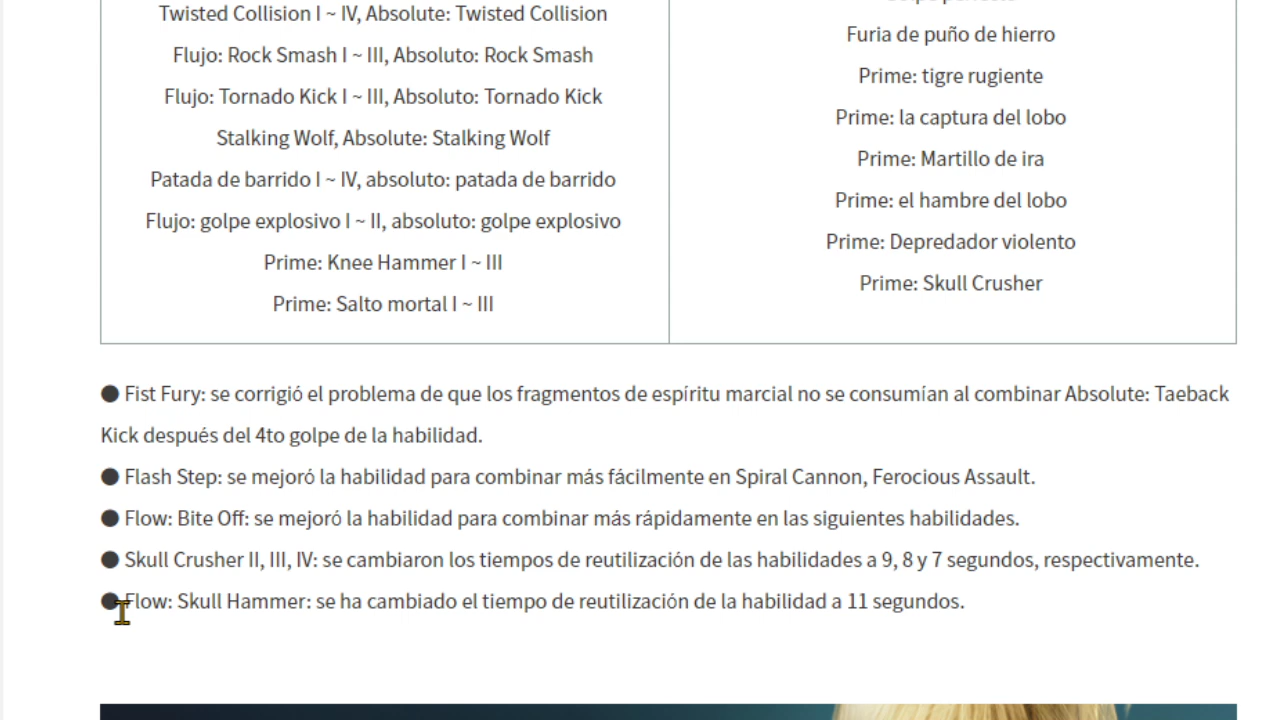 Twisted Collision I ~ IV, Absolute: Twisted Collision
Flujo: Rock Smash I ~ III, Absoluto: Rock Smash
Flujo: Tornado Kick I ~ III, Absoluto: Tornado Kick
Stalking Wolf, Absolute: Stalking Wolf
Patada de barrido I ~ IV, absoluto: patada de barrido
Flujo: golpe explosivo I ~ II, absoluto: golpe explosivo
Prime: Knee Hammer I ~ III
Prime: Salto mortal I ~ III
Furia de puño de hierro
Prime: tigre rugiente
Prime: la captura del lobo
Prime: Martillo de ira
Prime: el hambre del lobo
Prime: Depredador violento
Prime: Skull Crusher
● Fist Fury: se corrigió el problema de que los fragmentos de espíritu marcial no se consumían al combinar Absolute: Taeback
Kick después del 4to golpe de la habilidad.
● Flash Step: se mejoró la habilidad para combinar más fácilmente en Spiral Cannon, Ferocious Assault.
● Flow: Bite Off: se mejoró la habilidad para combinar más rápidamente en las siguientes habilidades.
● Skull Crusher II, III, IV: se cambiaron los tiempos de reutilización de las habilidades a 9, 8 y 7 segundos, respectivamente.
● Flow: Skull Hammer: se ha cambiado el tiempo de reutilización de la habilidad a 11 segundos.